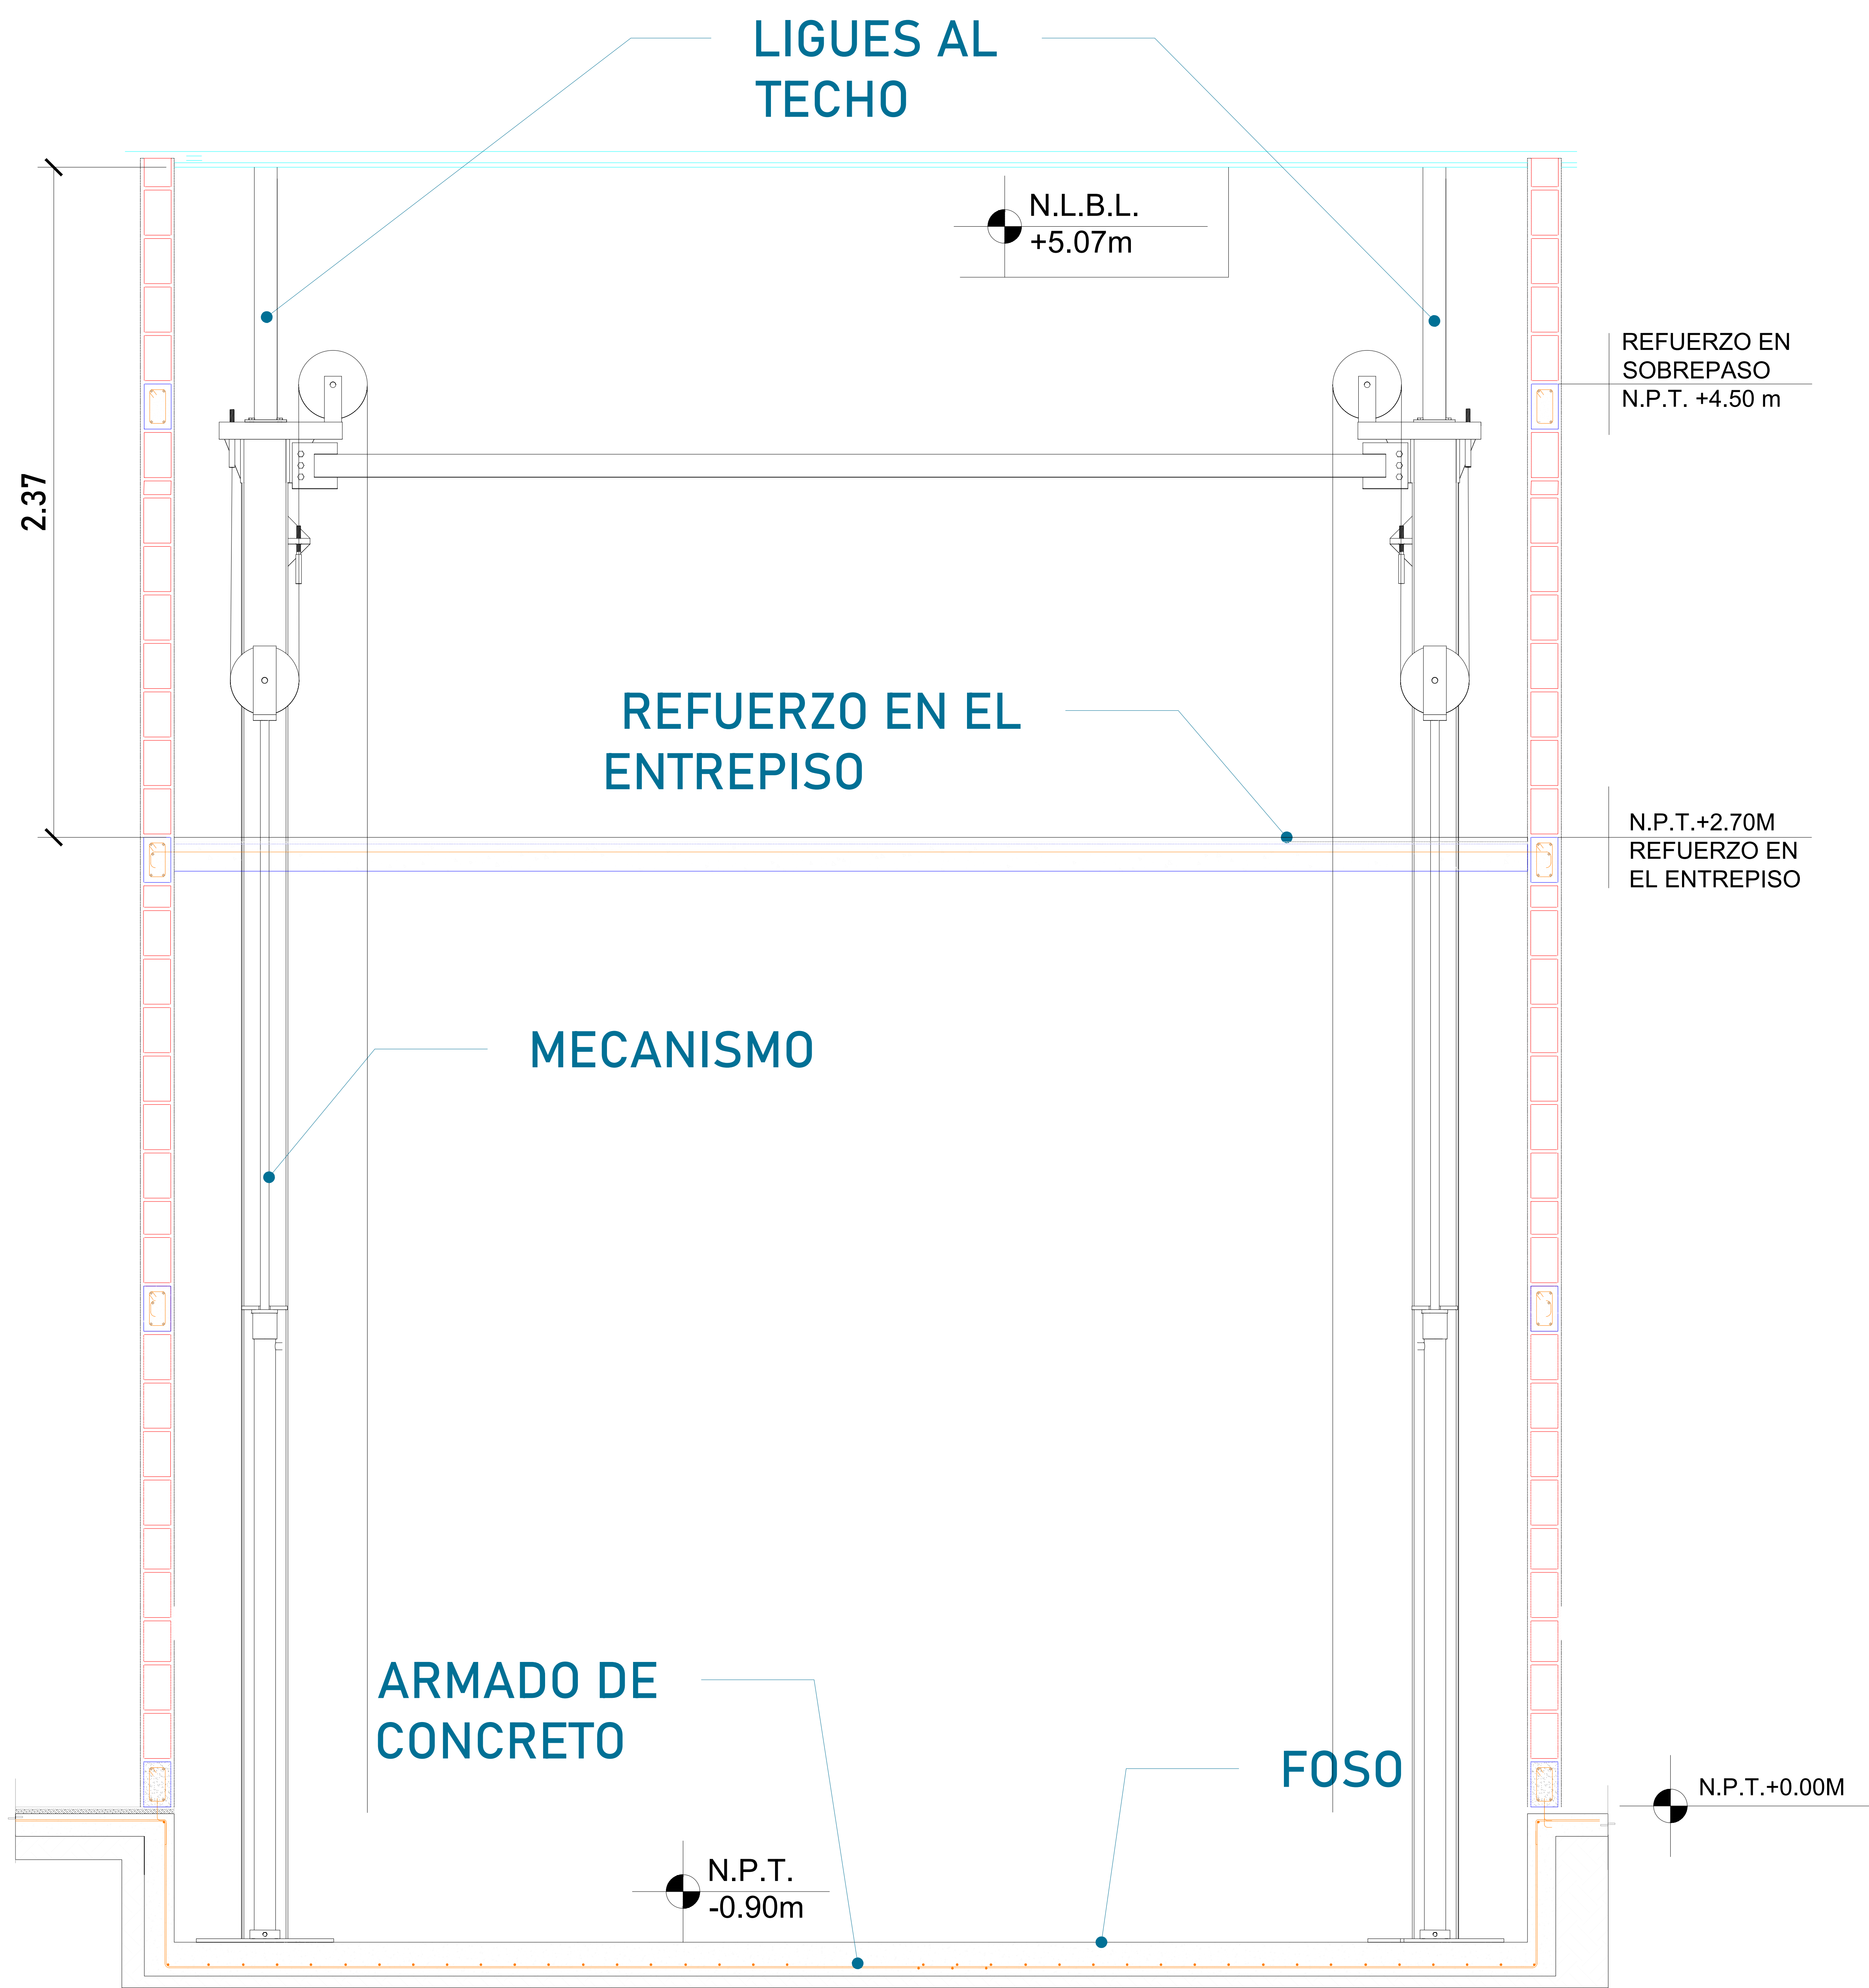 LIGUES AL
TECHO
N.L.B.L.
+5.07m
REFUERZO EN
SOBREPASO
N.P.T. +4.50 m
2.37
REFUERZO EN EL
ENTREPISO
N.P.T.+2.70M
REFUERZO EN
EL ENTREPISO
MECANISMO
ARMADO DE
CONCRETO
FOSO
N.P.T.+0.00M
N.P.T.
-0.90m